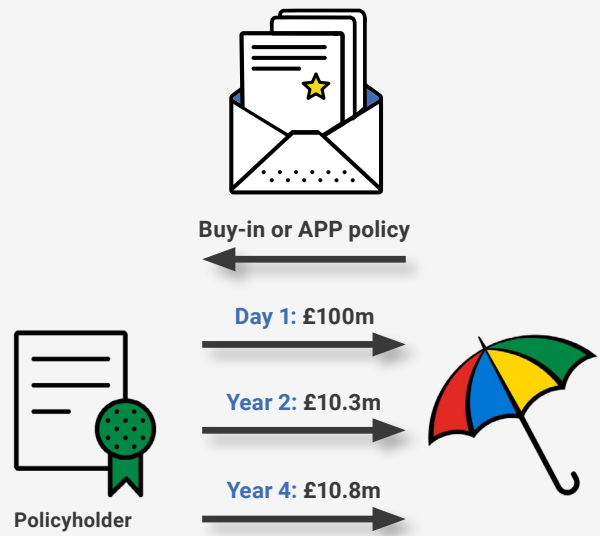 Buy-in or APP policy
Day 1: £100m
Year 2: £10.3m
Year 4: £10.8m
Policyholder